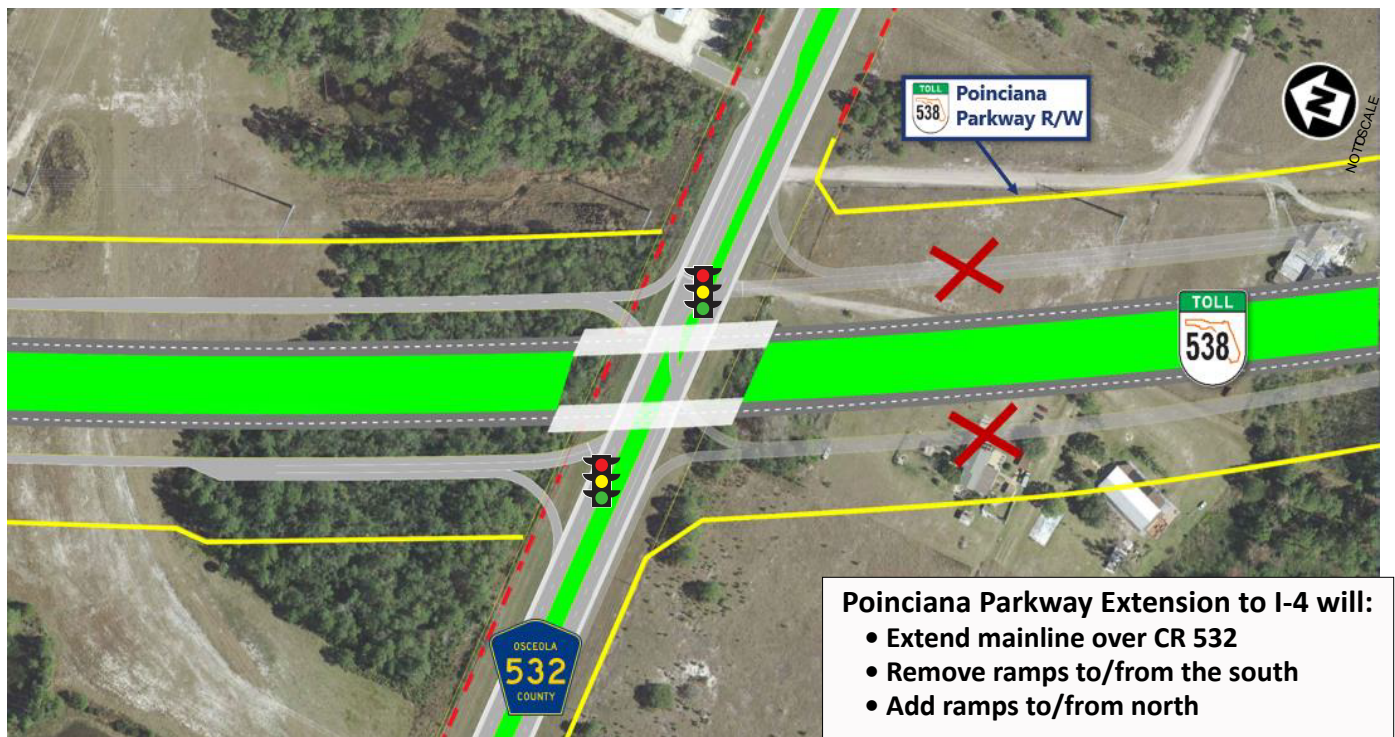 TOLL
538
Poinciana
Parkway R/W
N
NOT TO SCALE
TOLL
538
OSCEOLA
532
COUNTY
Poinciana Parkway Extension to I-4 will:
• Extend mainline over CR 532
• Remove ramps to/from the south
• Add ramps to/from north